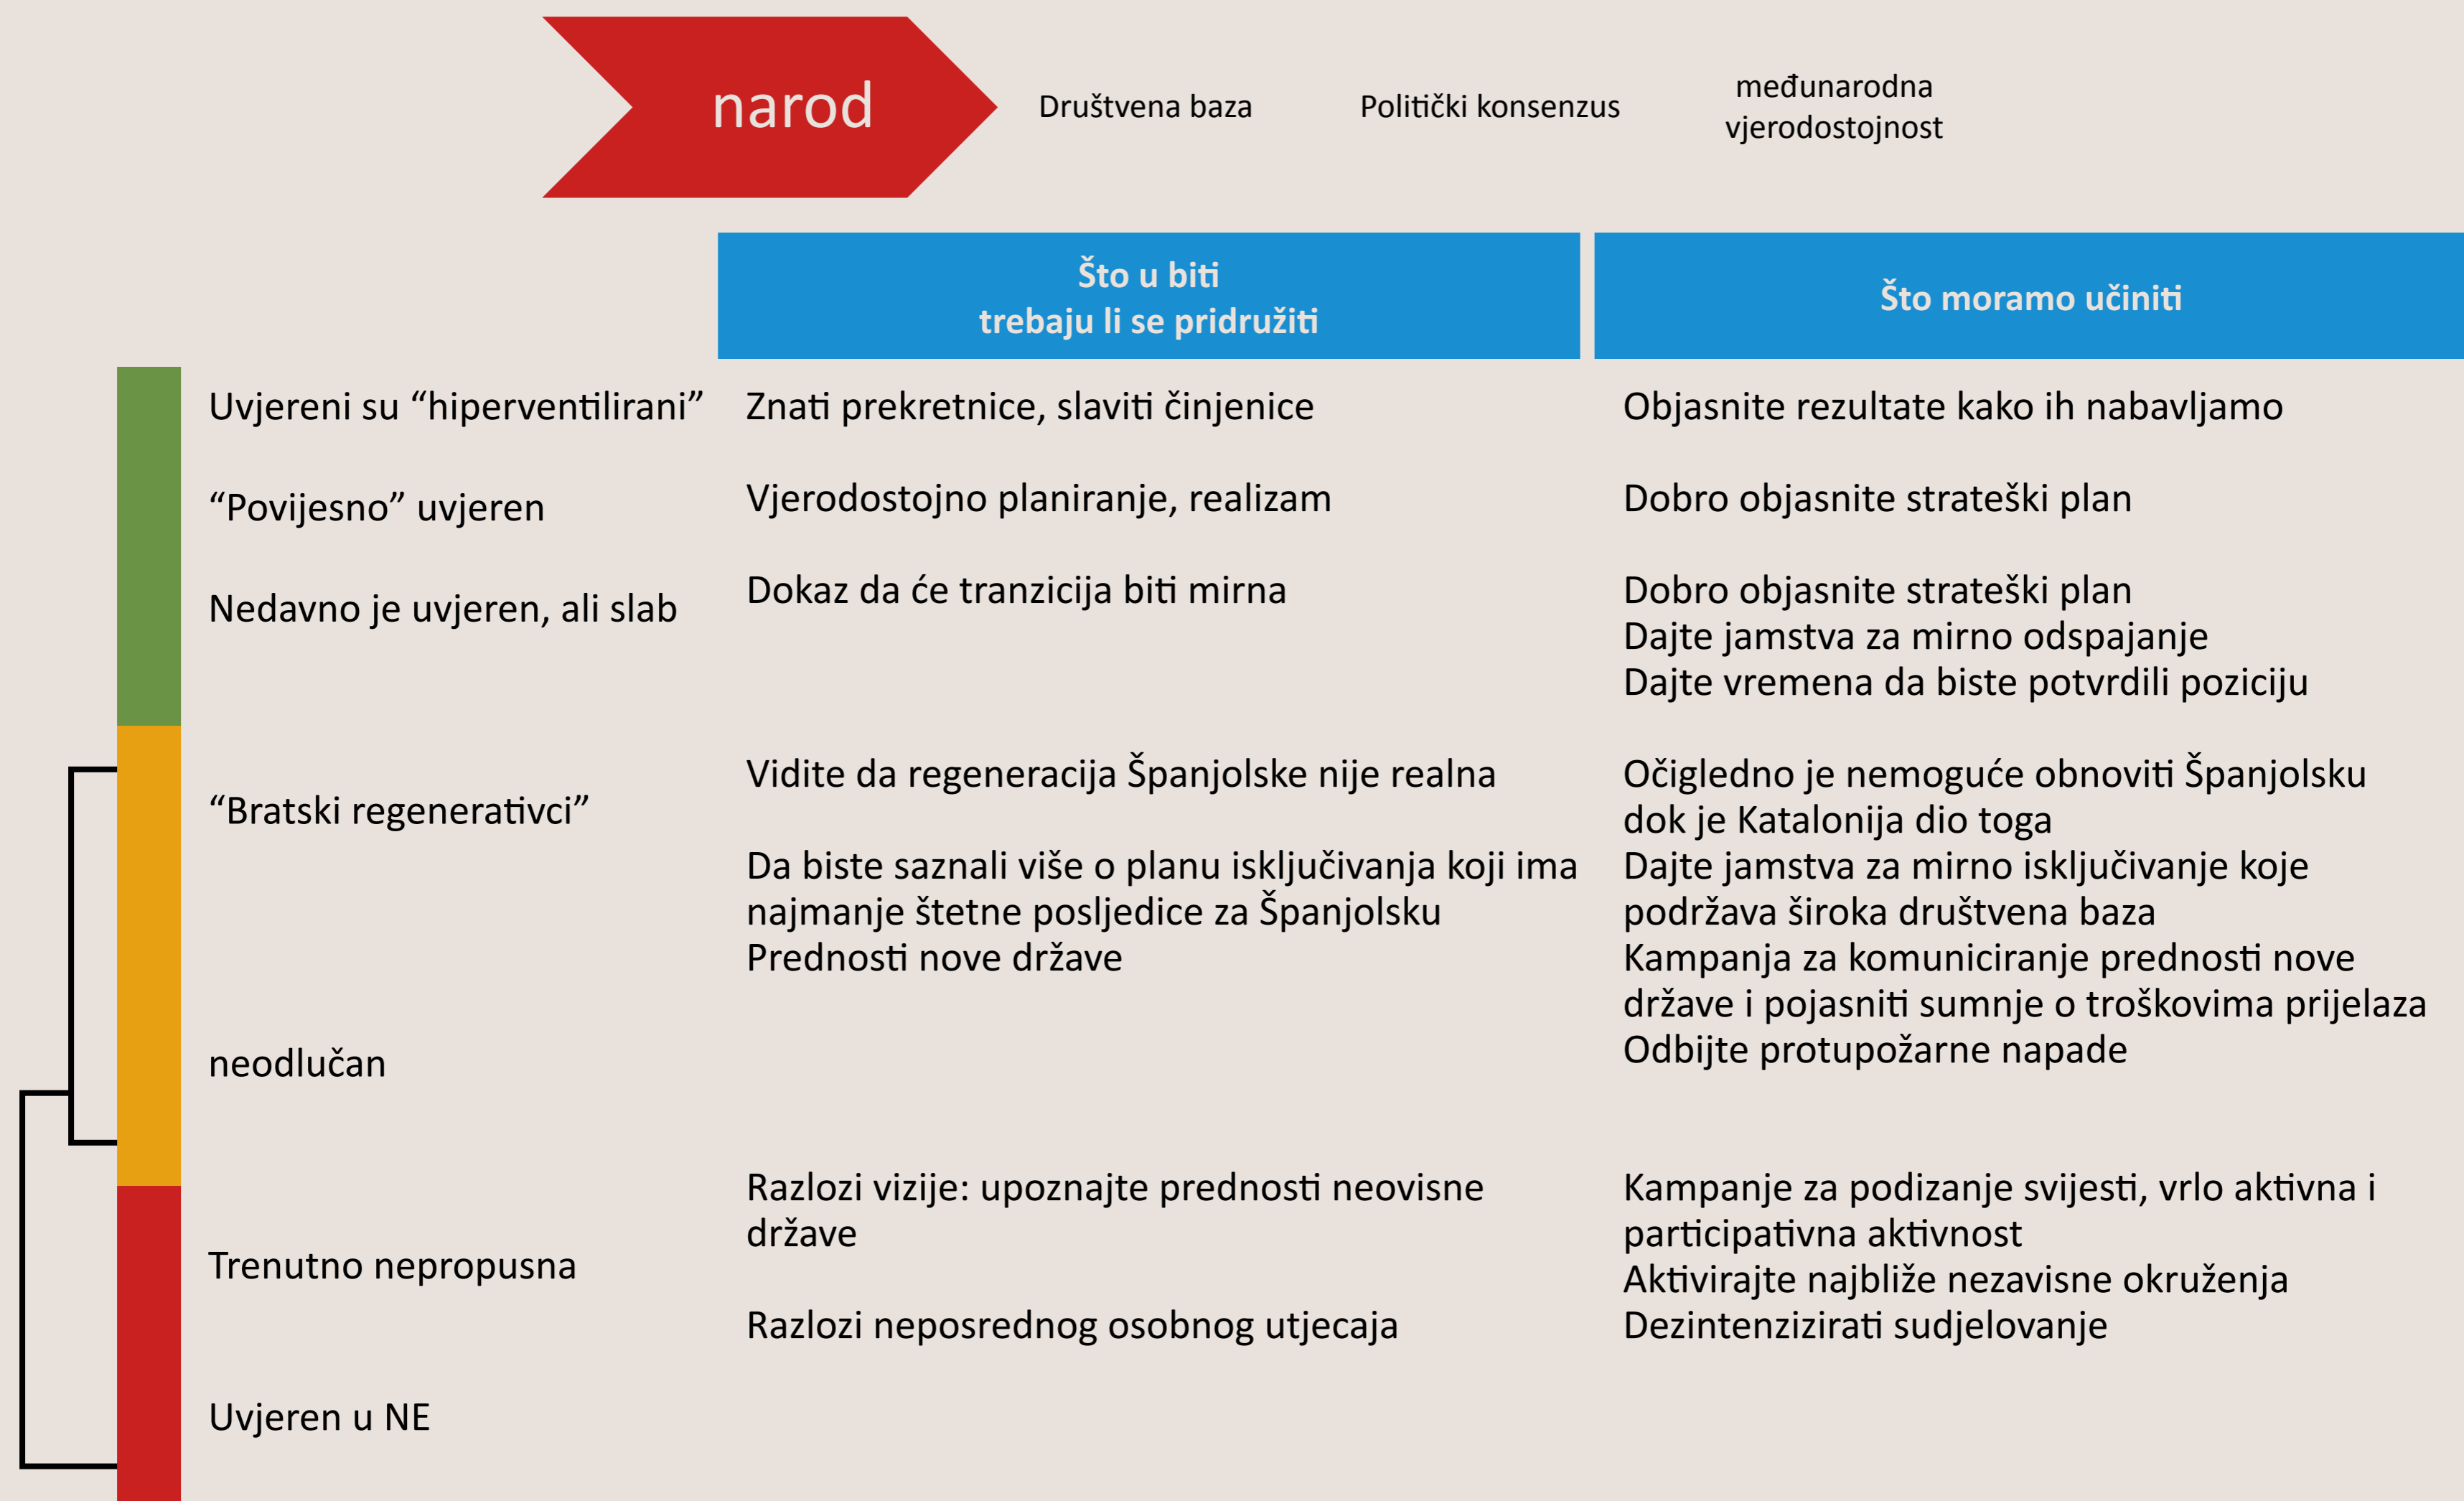 narod
Društvena baza
Politički konsenzus
međunarodna
vjerodostojnost
Što u biti
trebaju li se pridružiti
Što moramo učiniti
Uvjereni su “hiperventilirani”
“Povijesno” uvjeren
Nedavno je uvjeren, ali slab
“Bratski regenerativci”
neodlučan
Trenutno nepropusna
Uvjeren u NE
Znati prekretnice, slaviti činjenice
Vjerodostojno planiranje, realizam
Dokaz da će tranzicija biti mirna
Vidite da regeneracija Španjolske nije realna
Da biste saznali više o planu isključivanja koji ima
najmanje štetne posljedice za Španjolsku
Prednosti nove države
Razlozi vizije: upoznajte prednosti neovisne
države
Razlozi neposrednog osobnog utjecaja
Objasnite rezultate kako ih nabavljamo
Dobro objasnite strateški plan
Dobro objasnite strateški plan
Dajte jamstva za mirno odspajanje
Dajte vremena da biste potvrdili poziciju
Očigledno je nemoguće obnoviti Španjolsku
dok je Katalonija dio toga
Dajte jamstva za mirno isključivanje koje
podržava široka društvena baza
Kampanja za komuniciranje prednosti nove
države i pojasniti sumnje o troškovima prijelaza
Odbijte protupožarne napade
Kampanje za podizanje svijesti, vrlo aktivna i
participativna aktivnost
Aktivirajte najbliže nezavisne okruženja
Dezintenzizirati sudjelovanje